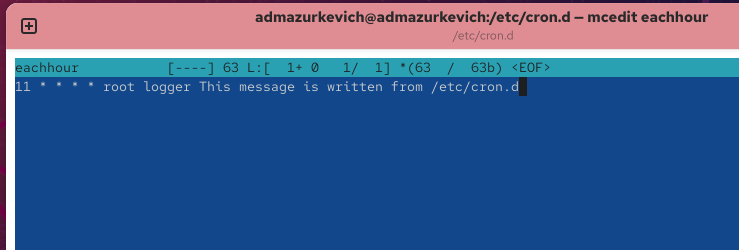 admazurkevich@admazurkevich:/etc/cron.d — mcedit eachhour
/etc/cron.d
eachhour [----] 63 L:[ 1+ 0 1/ 1] *(63 / 63b) <EOF>
11 * * * * root logger This message is written from /etc/cron.d